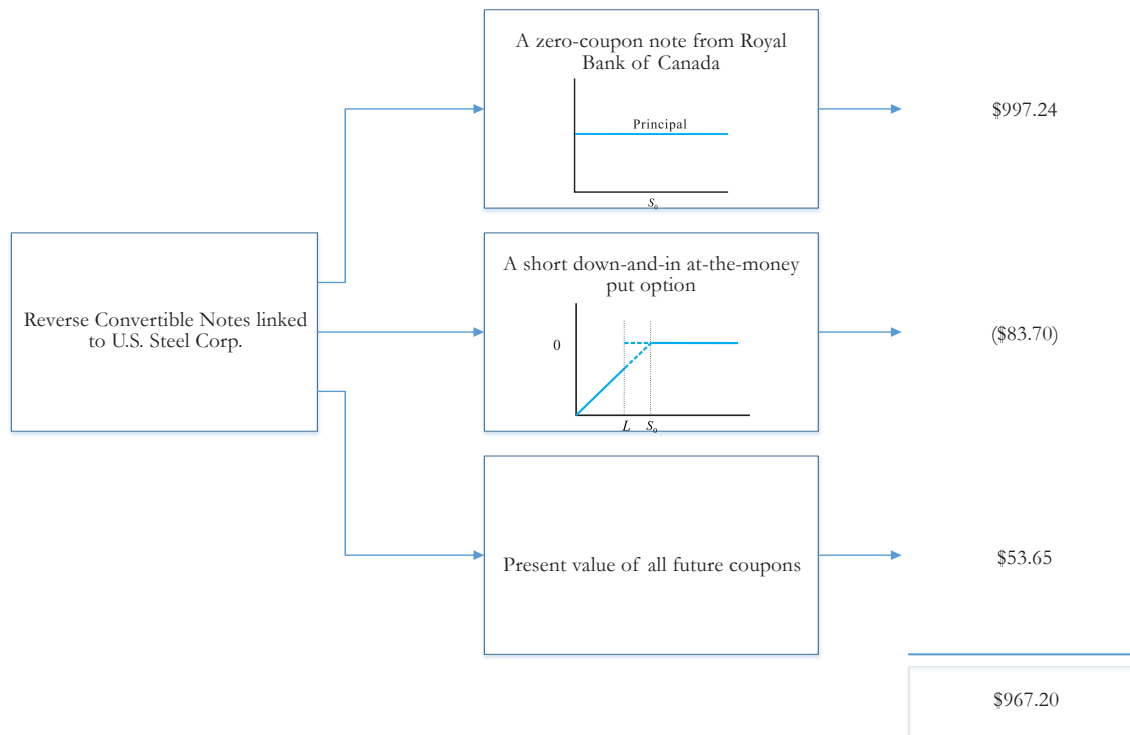 A zero-coupon note from Royal
Bank of Canada
Principal
S₀
$997.24
Reverse Convertible Notes linked
to U.S. Steel Corp.
A short down-and-in at-the-money
put option
0
L S₀
($83.70)
Present value of all future coupons
$53.65
$967.20